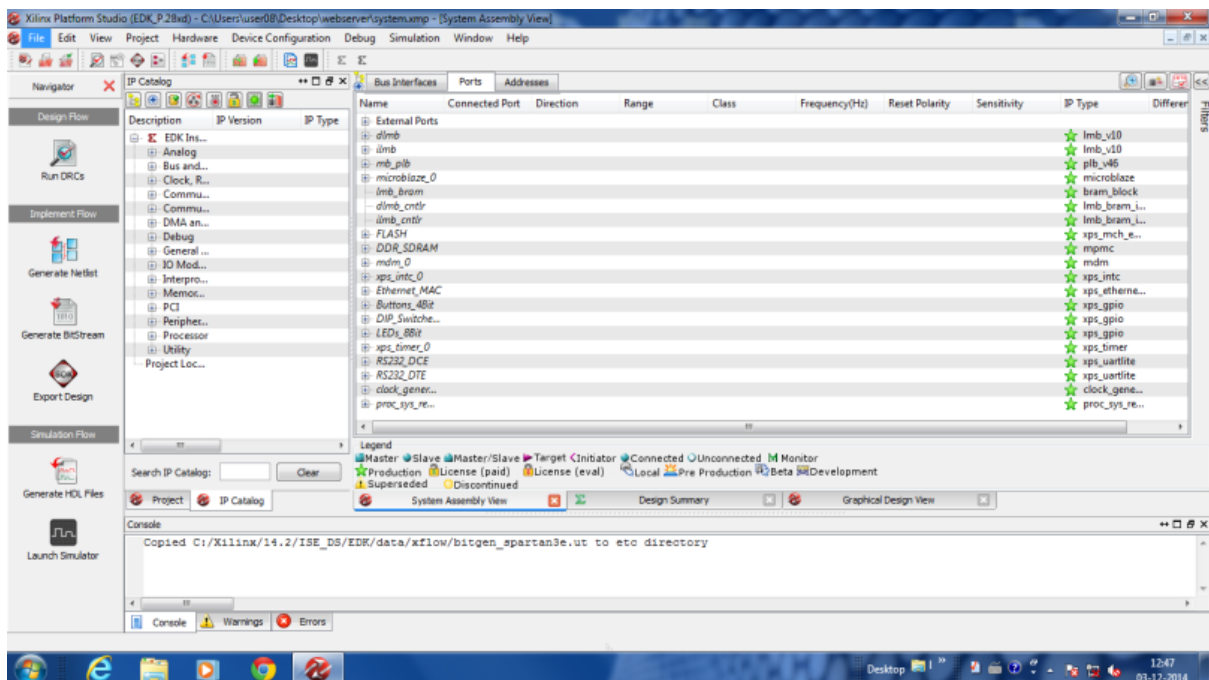 Xilinx Platform Studio (EDK_P.28xd) - C:\Users\user08\Desktop\webserver\system.xmp - [System Assembly View]
File Edit View Project Hardware Device Configuration Debug Simulation Window Help
Navigator
Design Flow
Run DRCs
Implement Flow
Generate Netlist
1010
Generate BitStream
SDK
Export Design
Simulation Flow
Generate HDL Files
Launch Simulator
IP Catalog
Description IP Version IP Type
EDK Ins...
Analog
Bus and...
Clock, R...
Commu...
Commu...
DMA an...
Debug
General ...
IO Mod...
Interpro...
Memor...
PCI
Peripher...
Processor
Utility
Project Loc...
Search IP Catalog: Clear
Project IP Catalog
Bus Interfaces Ports Addresses
Name Connected Port Direction Range Class Frequency(Hz) Reset Polarity Sensitivity IP Type Differer
External Ports
dlmb lmb_v10
ilmb lmb_v10
mb_plb plb_v46
microblaze_0 microblaze
lmb_bram bram_block
dlmb_cntlr lmb_bram_i...
ilmb_cntlr lmb_bram_i...
FLASH xps_mch_e...
DDR_SDRAM mpmc
mdm_0 mdm
xps_intc_0 xps_intc
Ethernet_MAC xps_etherne...
Buttons_4Bit xps_gpio
DIP_Switche... xps_gpio
LEDs_8Bit xps_gpio
xps_timer_0 xps_timer
RS232_DCE xps_uartlite
RS232_DTE xps_uartlite
clock_gener... clock_gene...
proc_sys_re... proc_sys_re...
Filters
Legend
Master Slave Master/Slave Target Initiator Connected Unconnected M Monitor
Production License (paid) License (eval) Local Pre Production Beta Development
Superseded Discontinued
System Assembly View Design Summary Graphical Design View
Console
Copied C:/Xilinx/14.2/ISE_DS/EDK/data/xflow/bitgen_spartan3e.ut to etc directory
Console Warnings Errors
Desktop
12:47
03-12-2014